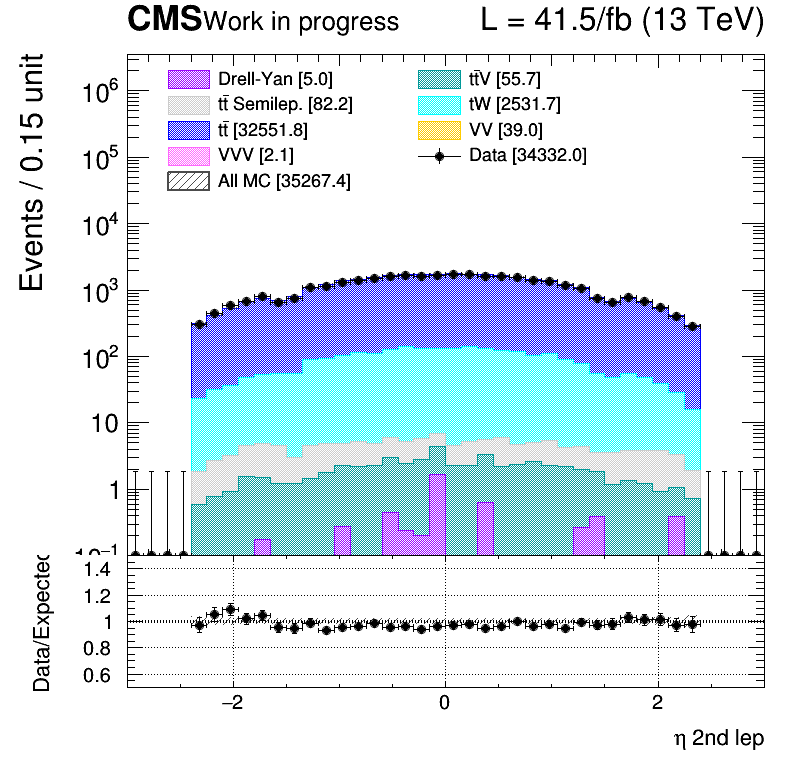 CMS Work in progress L = 41.5/fb (13 TeV)
Events / 0.15 unit
Drell-Yan [5.0] tt̄V [55.7]
tt̄ Semilep. [82.2] tW [2531.7]
tt̄ [32551.8] VV [39.0]
VVV [2.1] Data [34332.0]
All MC [35267.4]
10⁶
10⁵
10⁴
10³
10²
10
1
10⁻¹
Data/Expected
1.4
1.2
1
0.8
0.6
−2 0 2
η 2nd lep